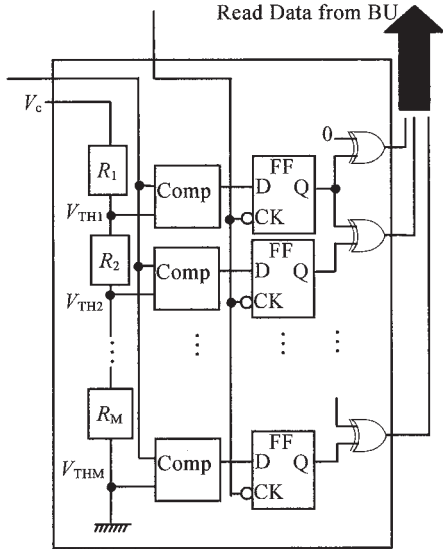 Read Data from BU
Vc
0
R1
FF
Comp
D
Q
VTH1
CK
R2
FF
Comp
D
Q
VTH2
CK
RM
FF
Comp
D
Q
VTHM
CK